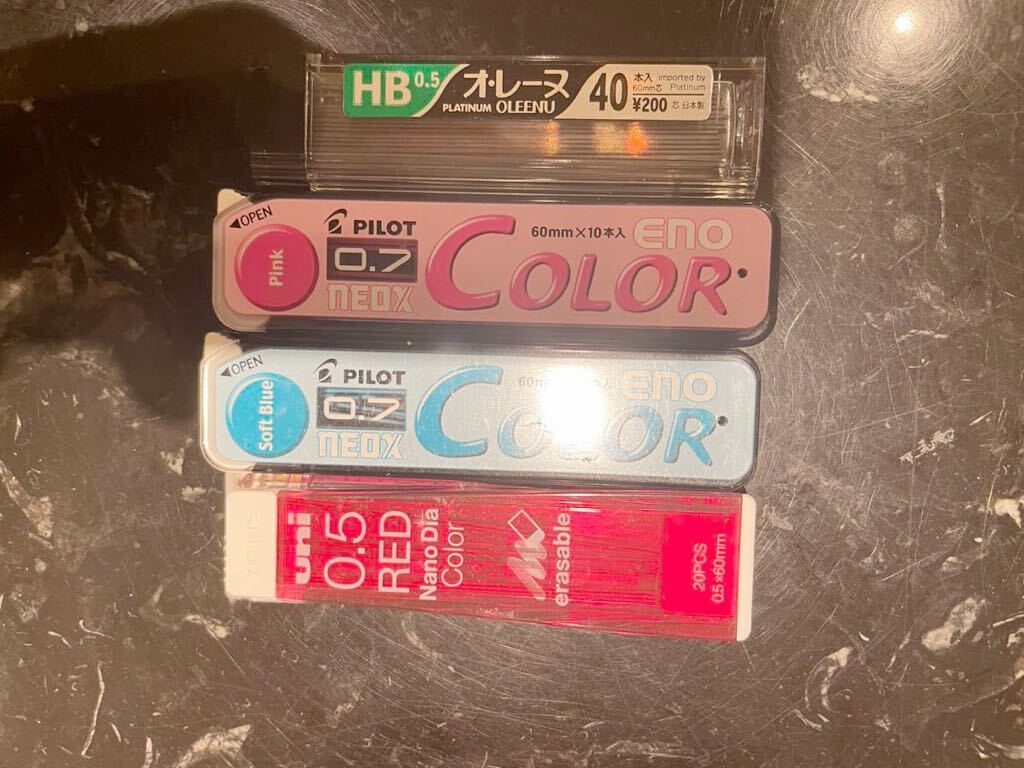 HB 0.5 オ・レーヌ 40 本入 imported by
60mm芯 Platinum
PLATINUM OLEENU ¥200 芯日本製
◀OPEN
Pink
PILOT
0.7
neox
60mm×10本入 eno
COLOR
◀OPEN
Soft Blue
PILOT
0.7
neox
60m 入 eno
COLOR
uni
0.5
RED
Nano Dia
Color
erasable
20PCS
0.5×60mm